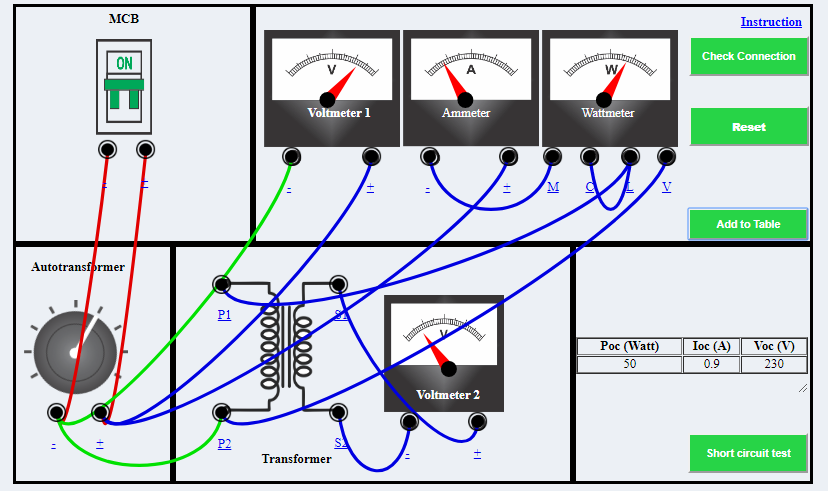 MCB
Instruction
ON
Check Connection
V
A
W
Voltmeter 1
Ammeter
Wattmeter
Reset
- +
- + - + M C L V
Add to Table
Autotransformer
P1 S1
V
Poc (Watt) Ioc (A) Voc (V)
50 0.9 230
Voltmeter 2
- + P2 S2
- +
Transformer
Short circuit test